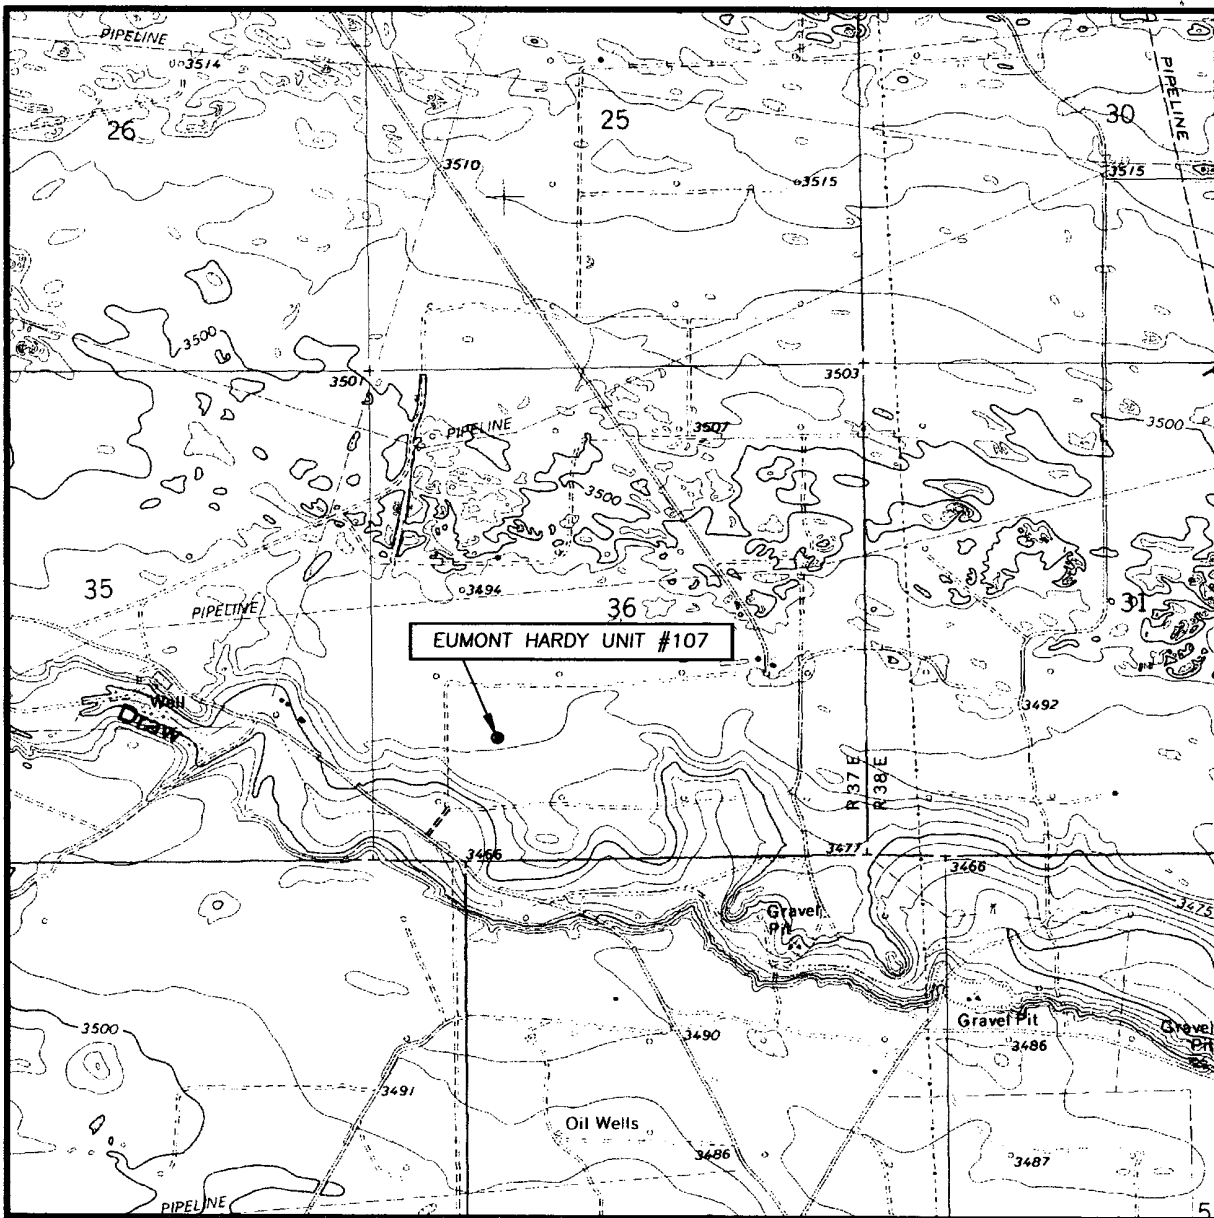 PIPELINE
3514
26
25
30
PIPELINE
3510
3515
3515
3500
3501
3503
PIPELINE
3507
3500
3500
35
PIPELINE
3494
36
31
EUMONT HARDY UNIT #107
Well
Draw
3492
R 37 E
R 38 E
3466
3477
3466
3475
Gravel
Pit
3500
3490
Gravel Pit
3486
Gravel
Pit
3491
Oil Wells
3486
3487
PIPELINE
5